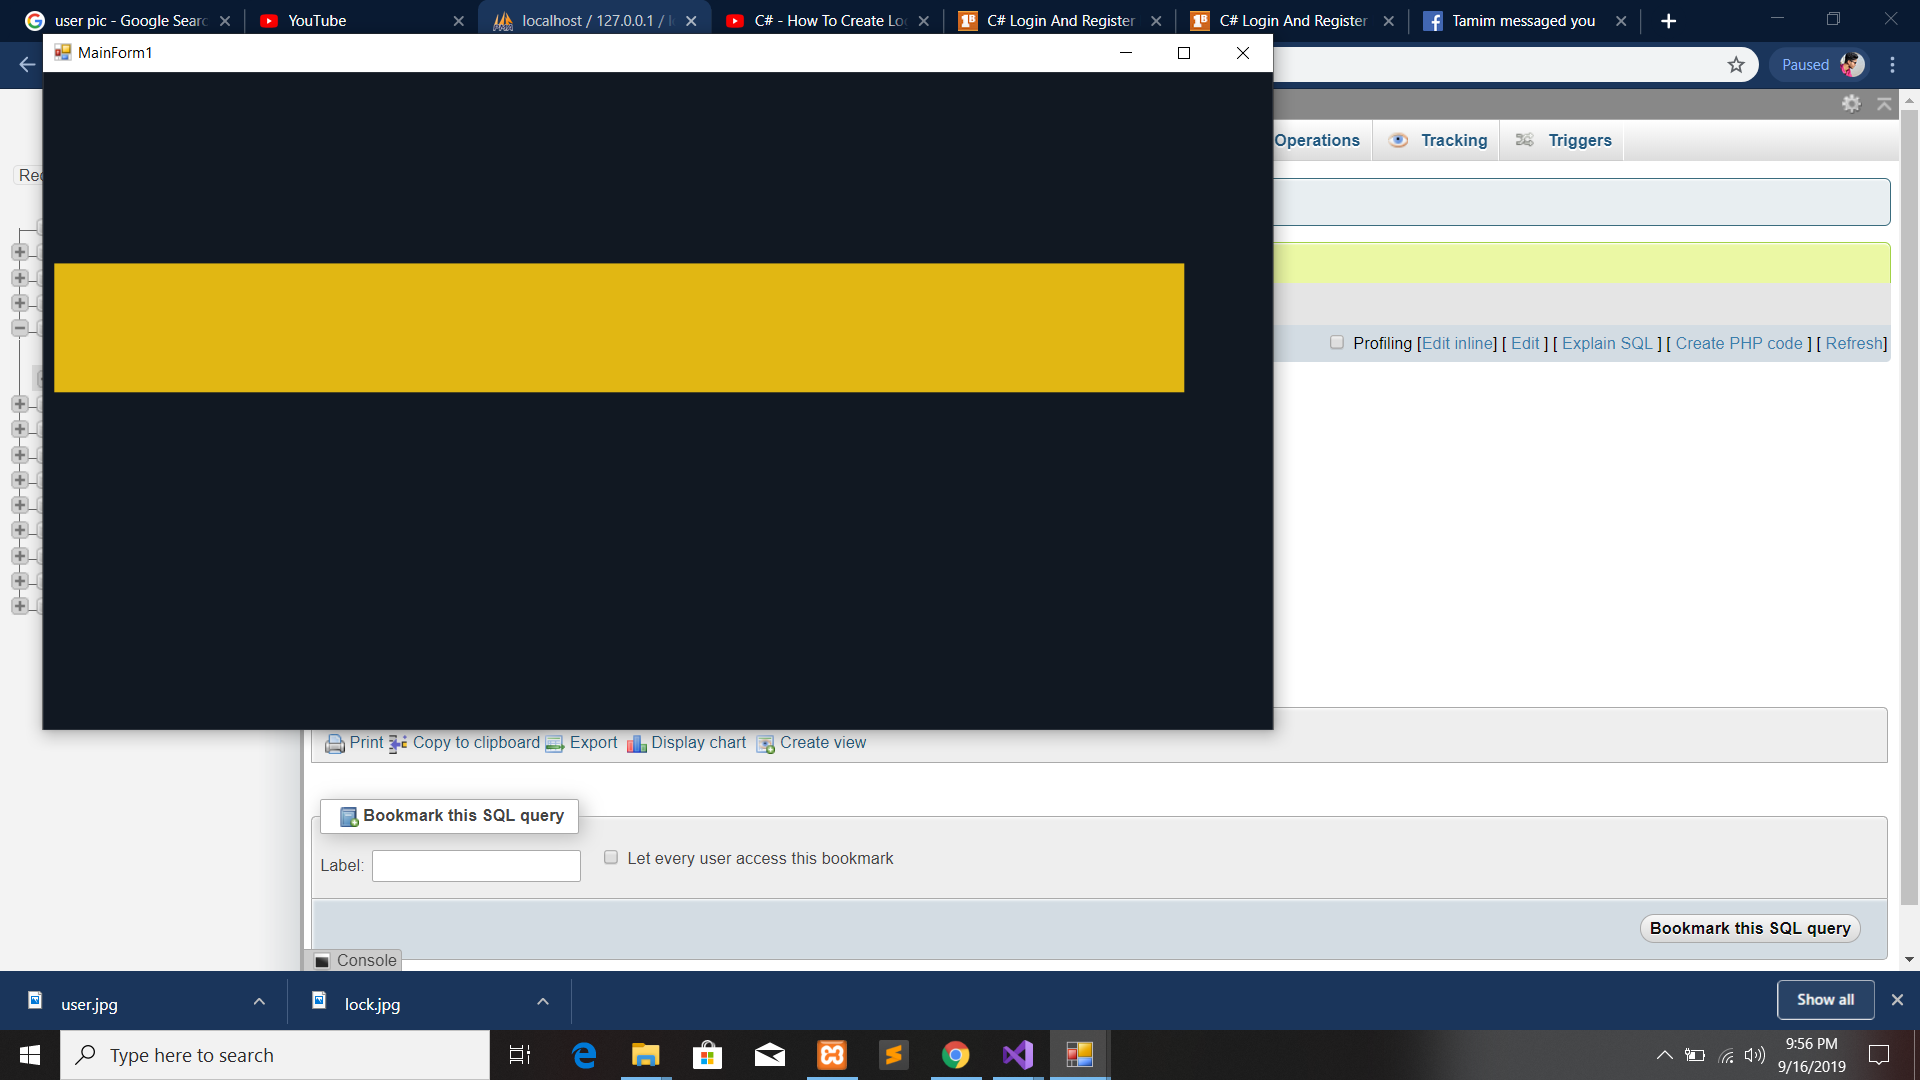 user pic - Google Searc
YouTube
localhost / 127.0.0.1 / l
C# - How To Create Lo
C# Login And Register
C# Login And Register
Tamim messaged you
MainForm1
Paused
Operations
Tracking
Triggers
Rec
Profiling [Edit inline] [ Edit ] [ Explain SQL ] [ Create PHP code ] [ Refresh]
Print Copy to clipboard Export Display chart Create view
Bookmark this SQL query
Label:
Let every user access this bookmark
Bookmark this SQL query
Console
user.jpg
lock.jpg
Show all
Type here to search
9:56 PM
9/16/2019